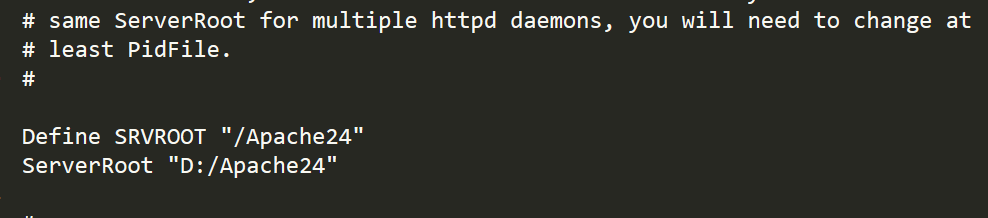 # same ServerRoot for multiple httpd daemons, you will need to change at
# least PidFile.
#
Define SRVROOT "/Apache24"
ServerRoot "D:/Apache24"